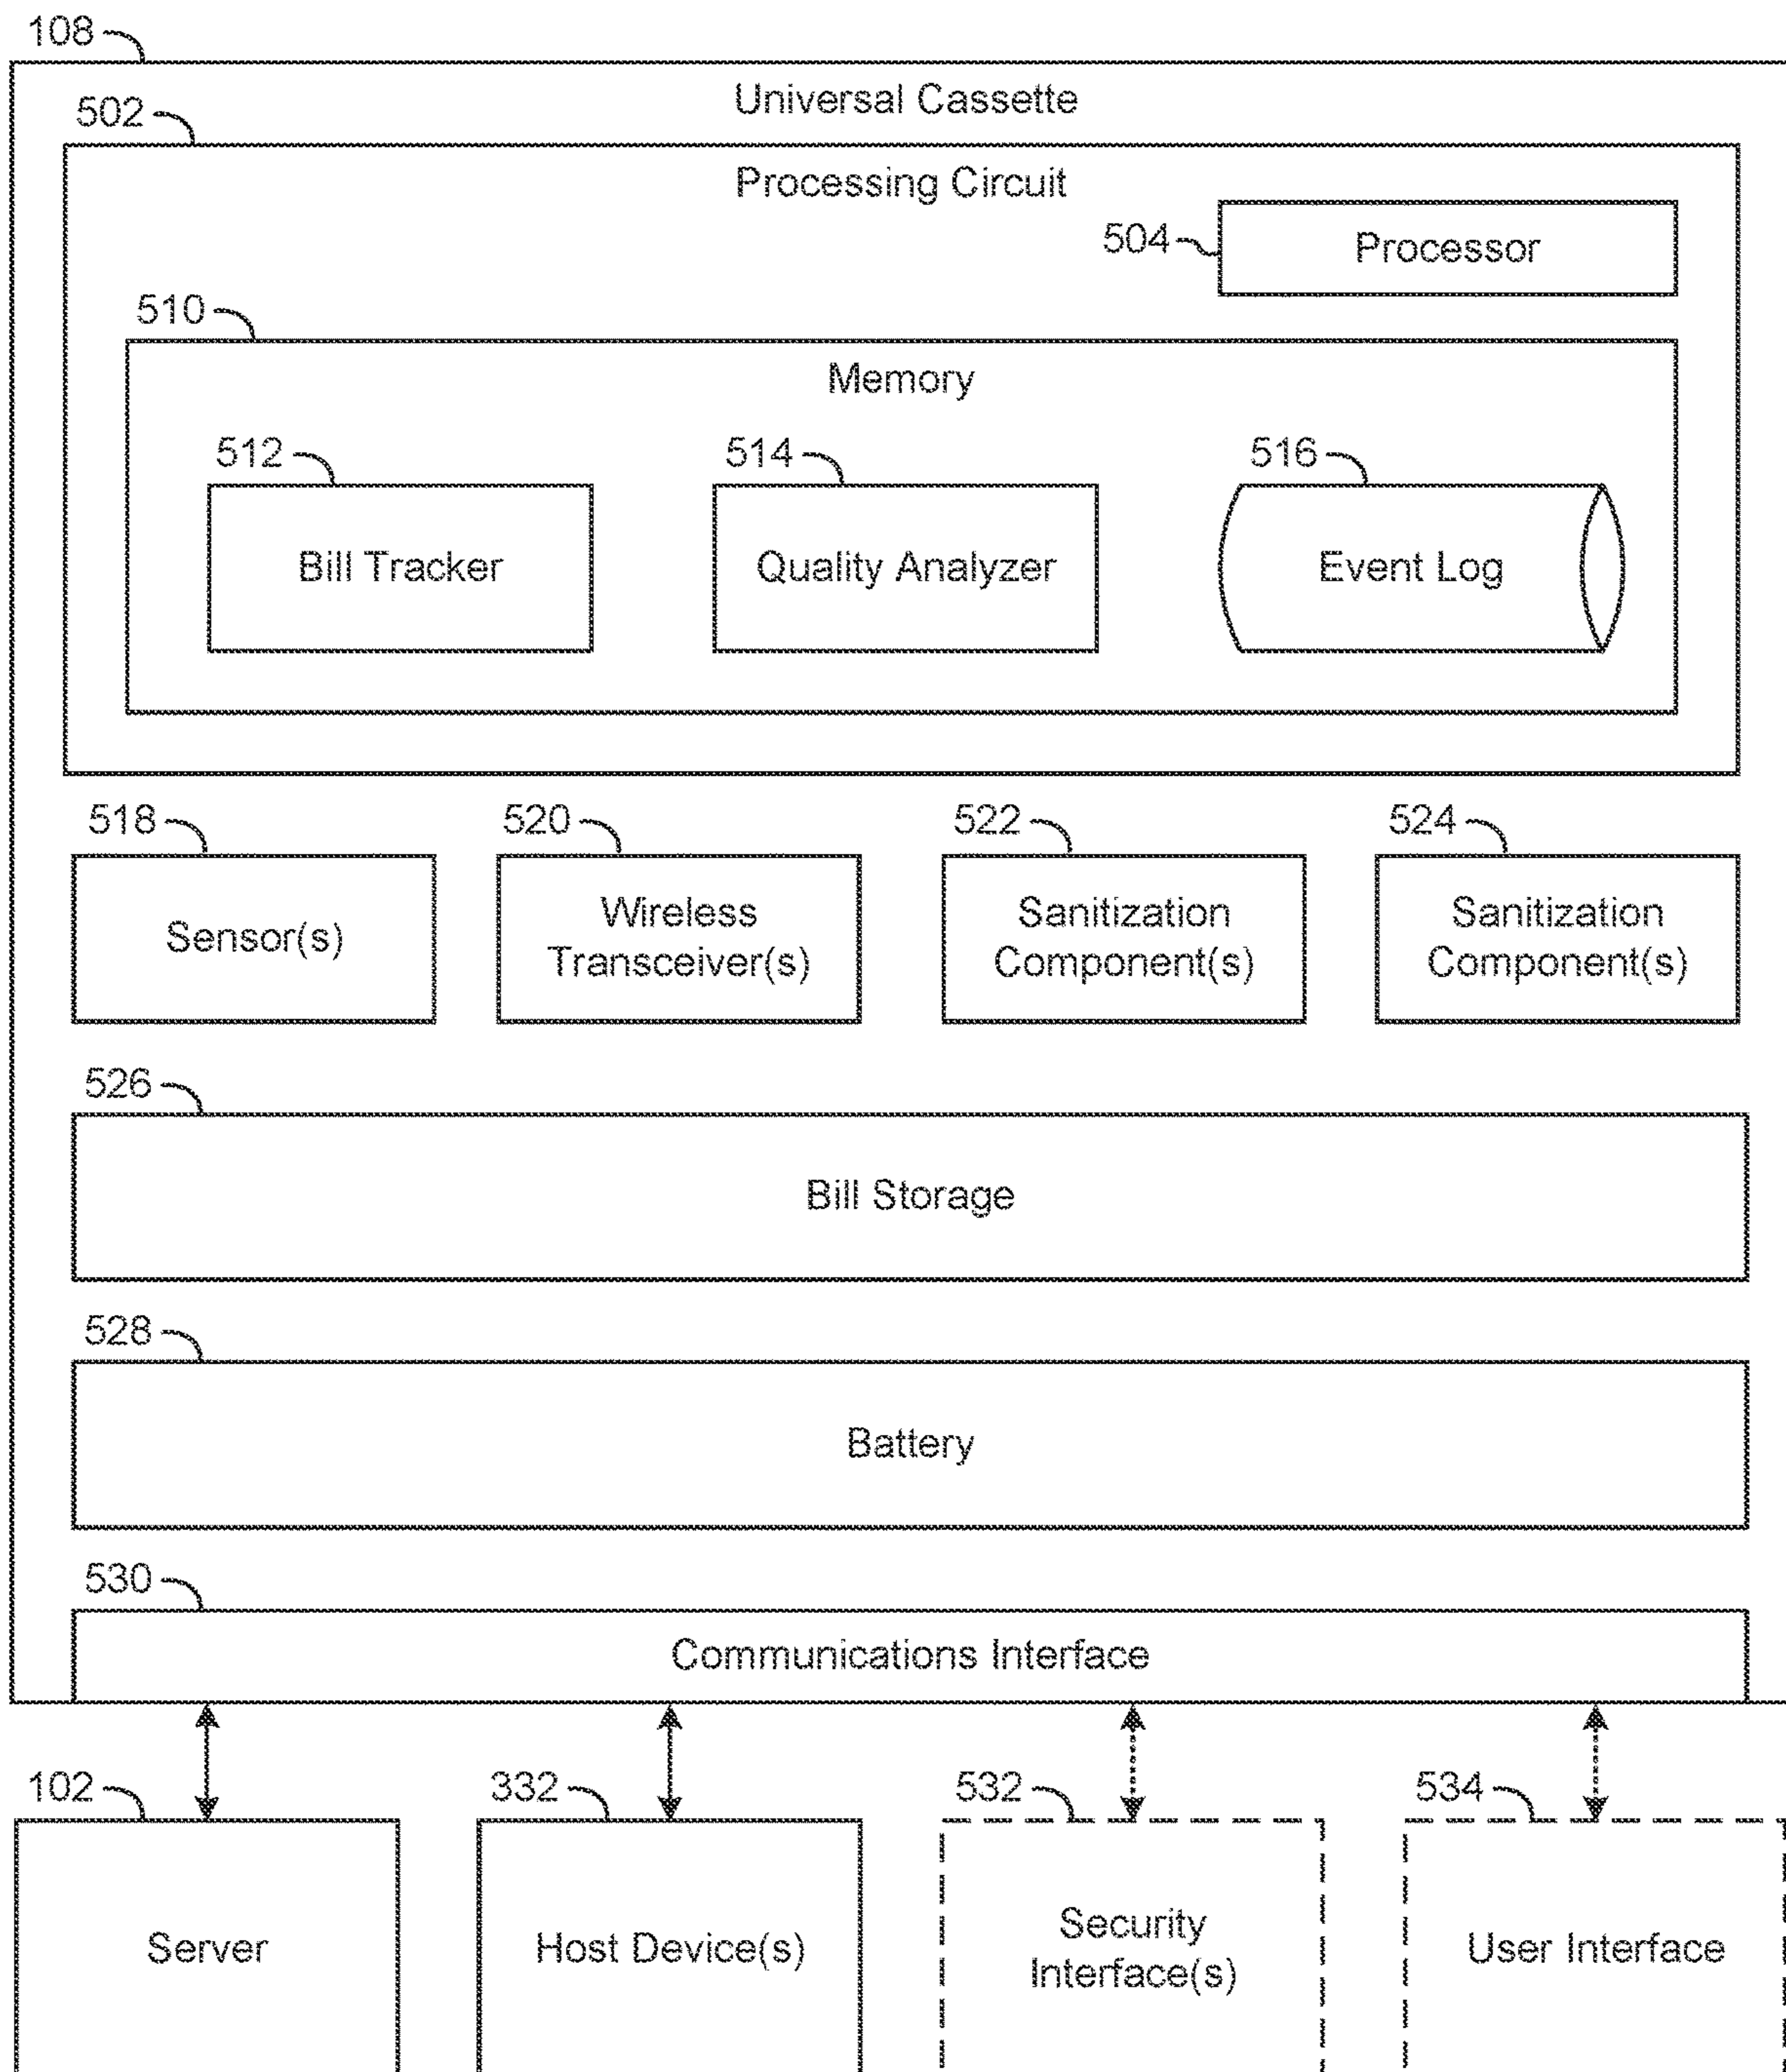 108
Universal Cassette
502
Processing Circuit
504
Processor
510
Memory
512
514
516
Bill Tracker
Quality Analyzer
Event Log
518
520
522
524
Sensor(s)
Wireless
Transceiver(s)
Sanitization
Component(s)
Sanitization
Component(s)
526
Bill Storage
528
Battery
530
Communications Interface
102
332
532
534
Server
Host Device(s)
Security
Interface(s)
User Interface